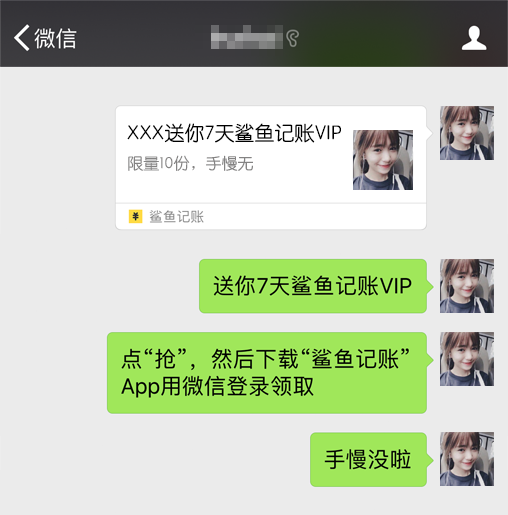 微信
XXX送你7天鲨鱼记账VIP
限量10份，手慢无
鲨鱼记账
送你7天鲨鱼记账VIP
点“抢”，然后下载“鲨鱼记账”
App用微信登录领取
手慢没啦